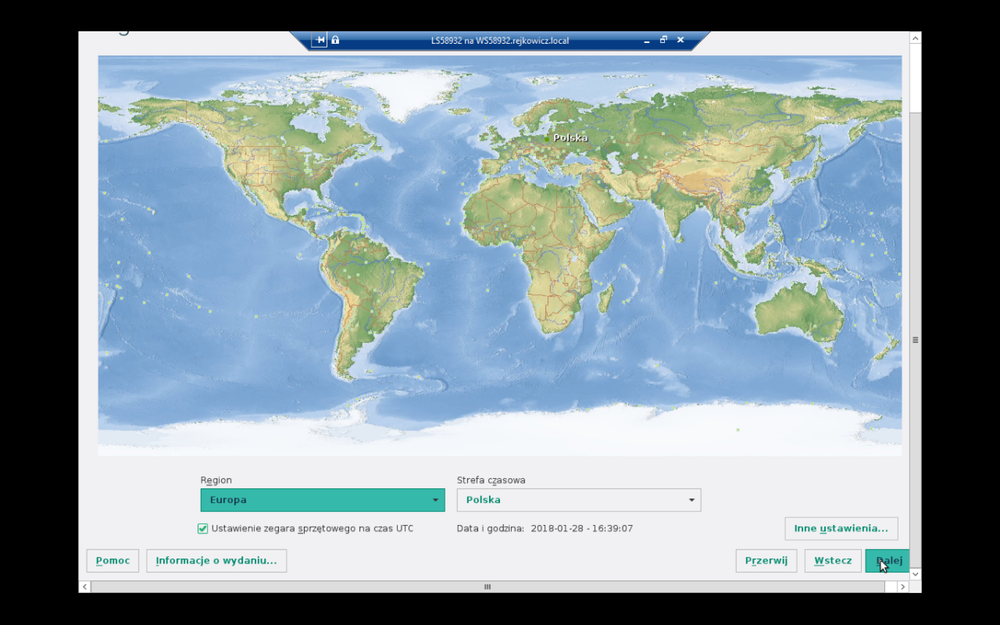 LS58932 na WS58932.rejkowicz.local
Polska
Region
Strefa czasowa
Europa
Polska
Ustawienie zegara sprzętowego na czas UTC
Data i godzina: 2018-01-28 - 16:39:07
Inne ustawienia...
Pomoc
Informacje o wydaniu...
Przerwij
Wstecz
Dalej